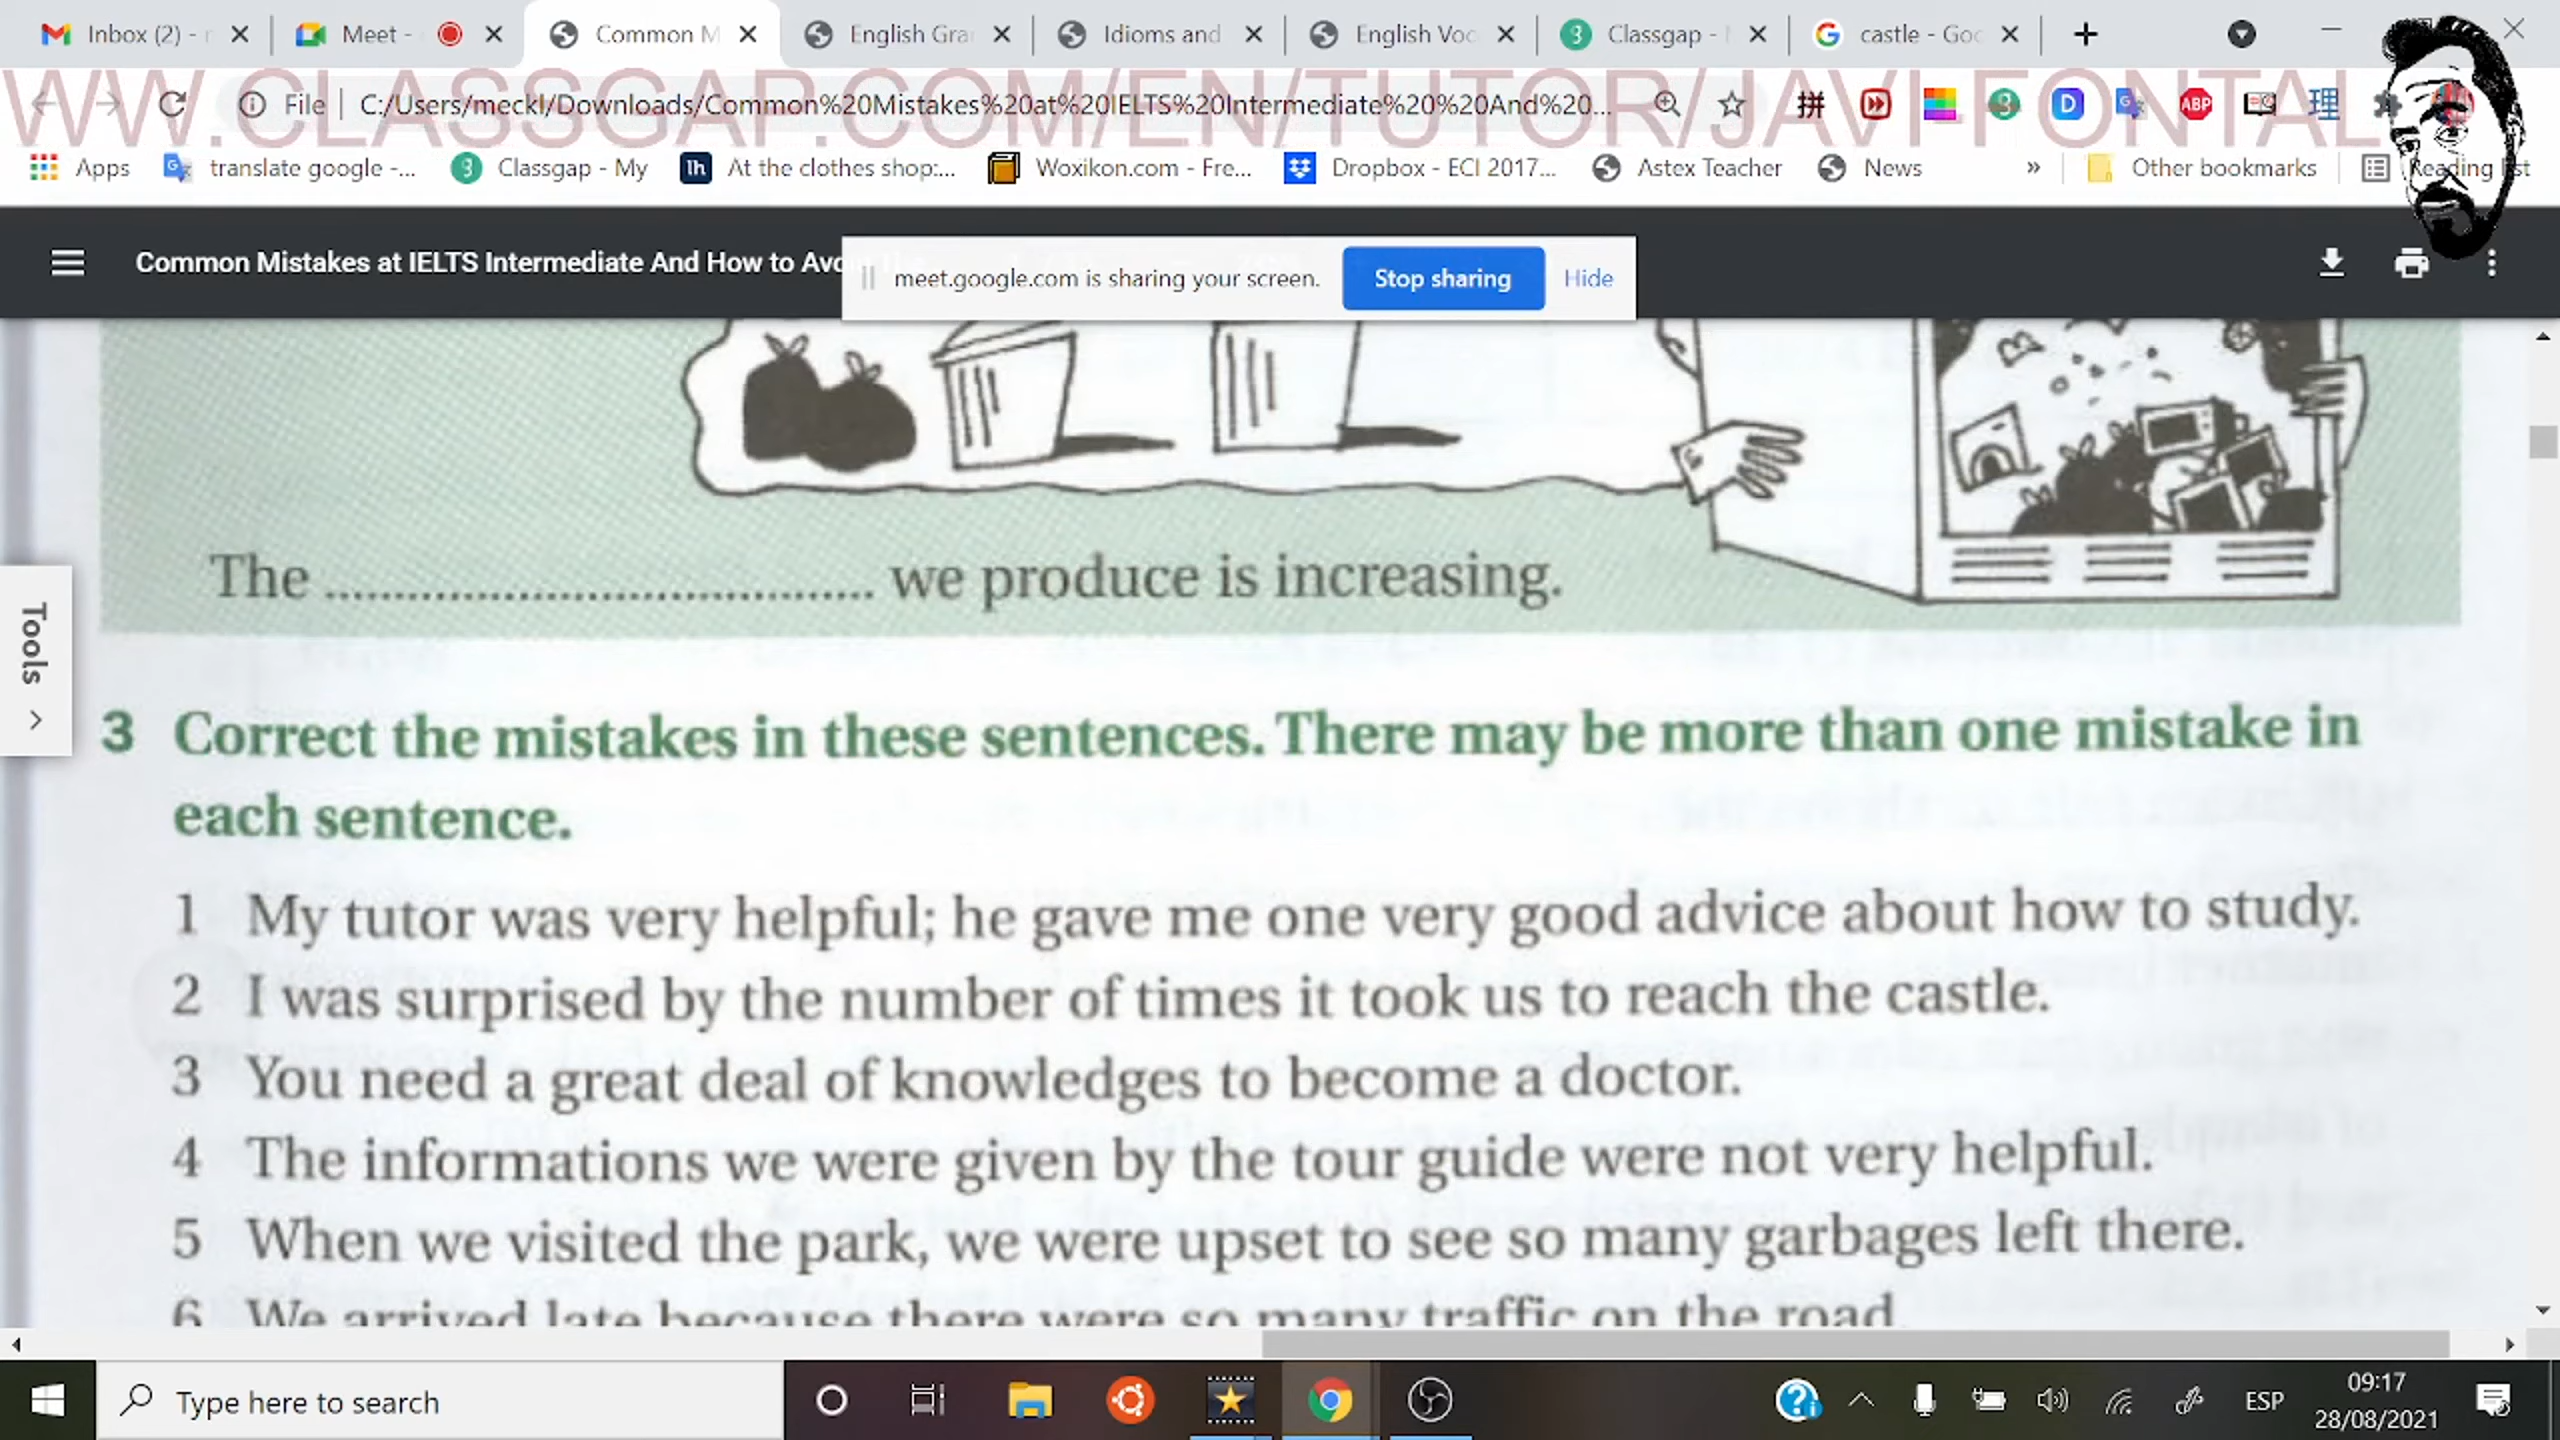 Inbox (2) -
Meet -
Common M
English Gra
Idioms and
English Voc
Classgap -
castle - Goo
WW.CLASSGAP.COM/EN/TUTOR/JAVI-FONTAL
File
C:/Users/meckl/Downloads/Common%20Mistakes%20at%20IELTS%20Intermediate%20%20And%20...
ABP
Apps
translate google -...
Classgap - My
At the clothes shop:...
Woxikon.com - Fre...
Dropbox - ECI 2017...
Astex Teacher
News
»
Other bookmarks
Reading list
Common Mistakes at IELTS Intermediate And How to Avo
meet.google.com is sharing your screen.
Stop sharing
Hide
The ........................................ we produce is increasing.
Tools
3 Correct the mistakes in these sentences. There may be more than one mistake in
each sentence.
1 My tutor was very helpful; he gave me one very good advice about how to study.
2 I was surprised by the number of times it took us to reach the castle.
3 You need a great deal of knowledges to become a doctor.
4 The informations we were given by the tour guide were not very helpful.
5 When we visited the park, we were upset to see so many garbages left there.
6 We arrived late because there were so many traffic on the road.
Type here to search
ESP
09:17
28/08/2021